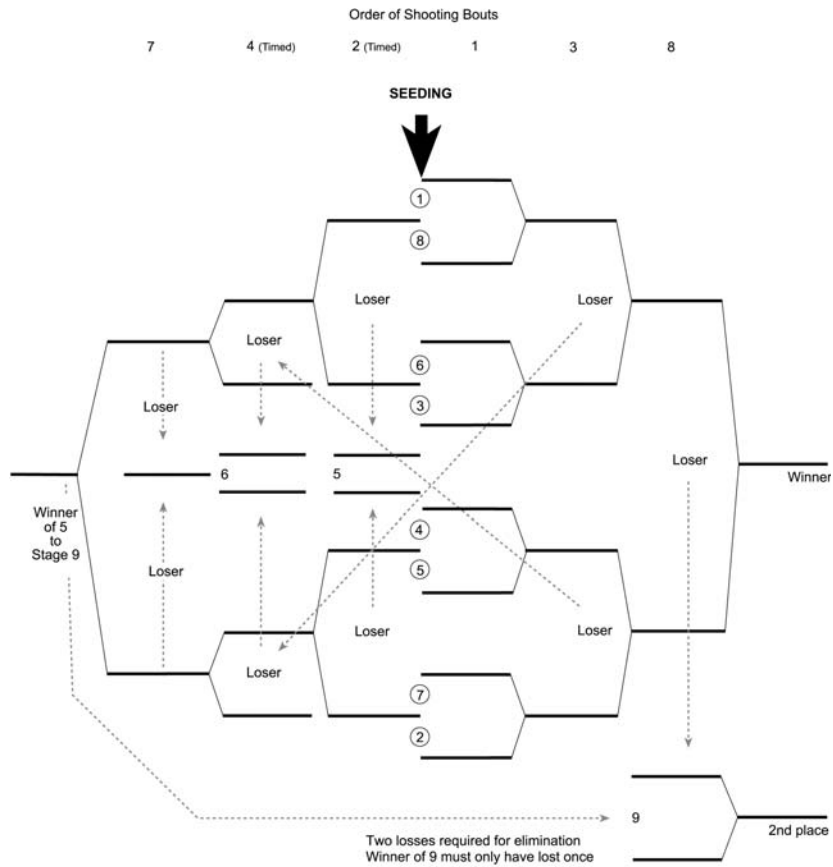 Order of Shooting Bouts
7 4 (Timed) 2 (Timed) 1 3 8
SEEDING
1
8
Loser
Loser
Loser
6
Loser
3
Loser
6
5
Winner
Winner
of 5
to
Stage 9
4
Loser
5
Loser
Loser
Loser
7
2
9
2nd place
Two losses required for elimination
Winner of 9 must only have lost once